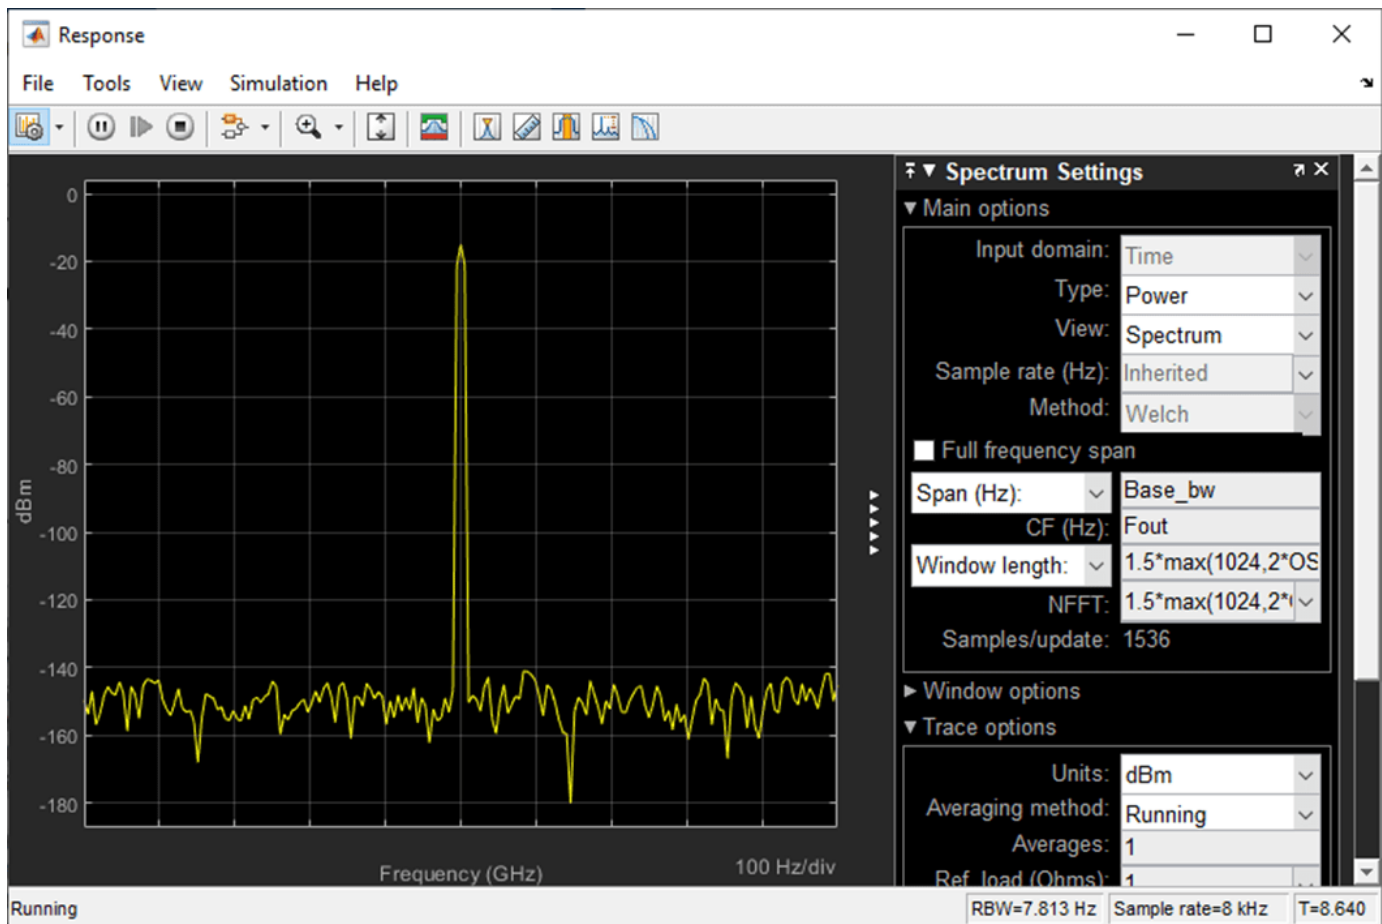 Response
File Tools View Simulation Help
0
-20
-40
-60
-80
-100
-120
-140
-160
-180
dBm
Frequency (GHz)
100 Hz/div
Spectrum Settings
Main options
Input domain: Time
Type: Power
View: Spectrum
Sample rate (Hz): Inherited
Method: Welch
Full frequency span
Span (Hz): Base_bw
CF (Hz): Fout
Window length: 1.5*max(1024,2*OS
NFFT: 1.5*max(1024,2*
Samples/update: 1536
Window options
Trace options
Units: dBm
Averaging method: Running
Averages: 1
Ref. load (Ohms): 1
Running
RBW=7.813 Hz Sample rate=8 kHz T=8.640